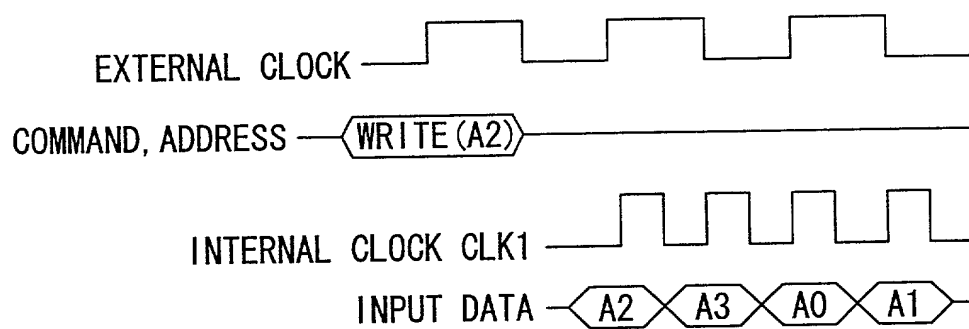 EXTERNAL CLOCK
COMMAND, ADDRESS WRITE(A2)
INTERNAL CLOCK CLK1
INPUT DATA A2 A3 A0 A1